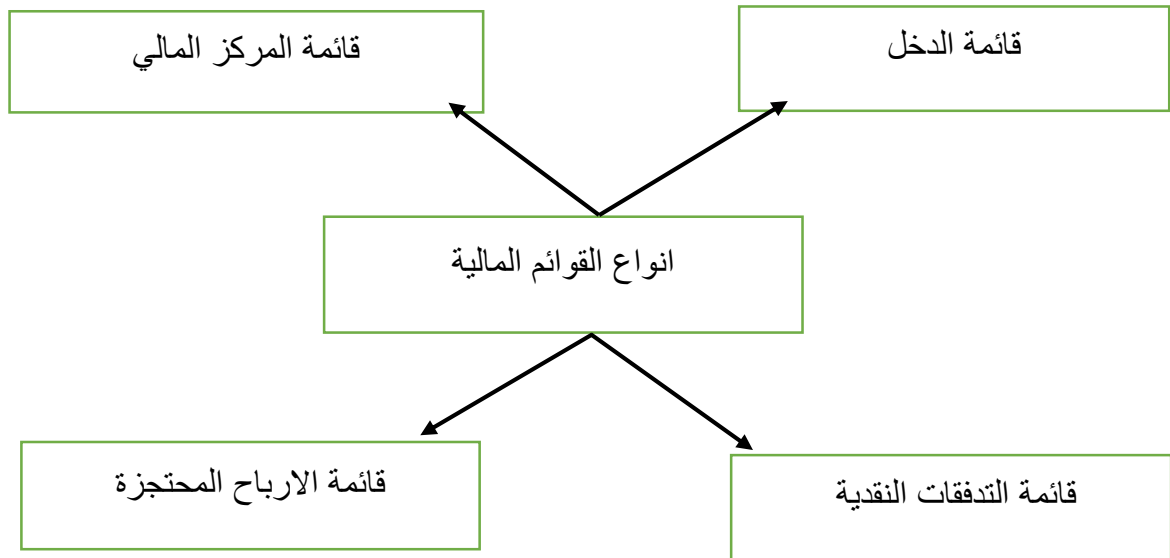 قائمة الدخل
قائمة المركز المالي
انواع القوائم المالية
قائمة التدفقات النقدية
قائمة الارباح المحتجزة